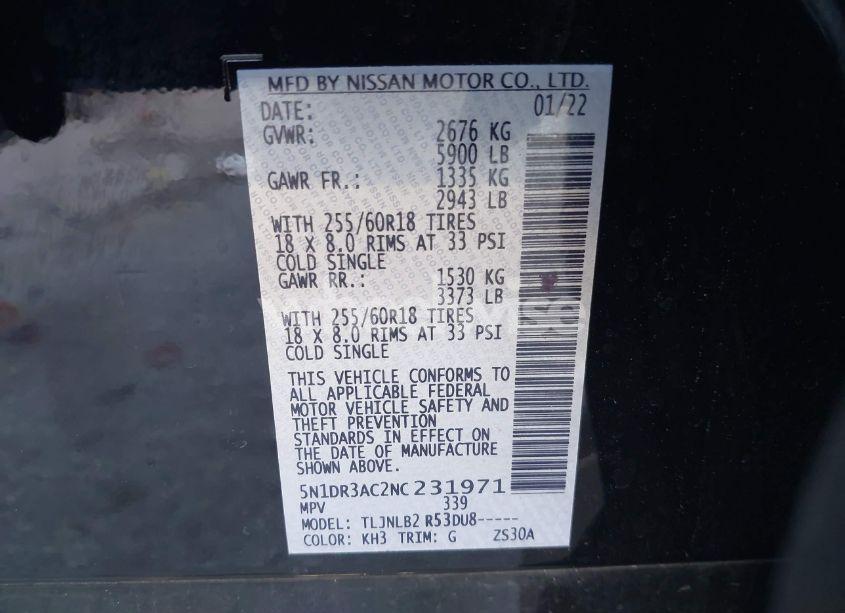 MFD BY NISSAN MOTOR CO., LTD.
DATE: 01/22
GVWR: 2676 KG
5900 LB
GAWR FR.: 1335 KG
2943 LB
WITH 255/60R18 TIRES
18 X 8.0 RIMS AT 33 PSI
COLD SINGLE
GAWR RR.: 1530 KG
3373 LB
WITH 255/60R18 TIRES
18 X 8.0 RIMS AT 33 PSI
COLD SINGLE
THIS VEHICLE CONFORMS TO
ALL APPLICABLE FEDERAL
MOTOR VEHICLE SAFETY AND
THEFT PREVENTION
STANDARDS IN EFFECT ON
THE DATE OF MANUFACTURE
SHOWN ABOVE.
5N1DR3AC2NC 231971
MPV 339
MODEL: TLJNLB2 R53DU8-----
COLOR: KH3 TRIM: G ZS30A